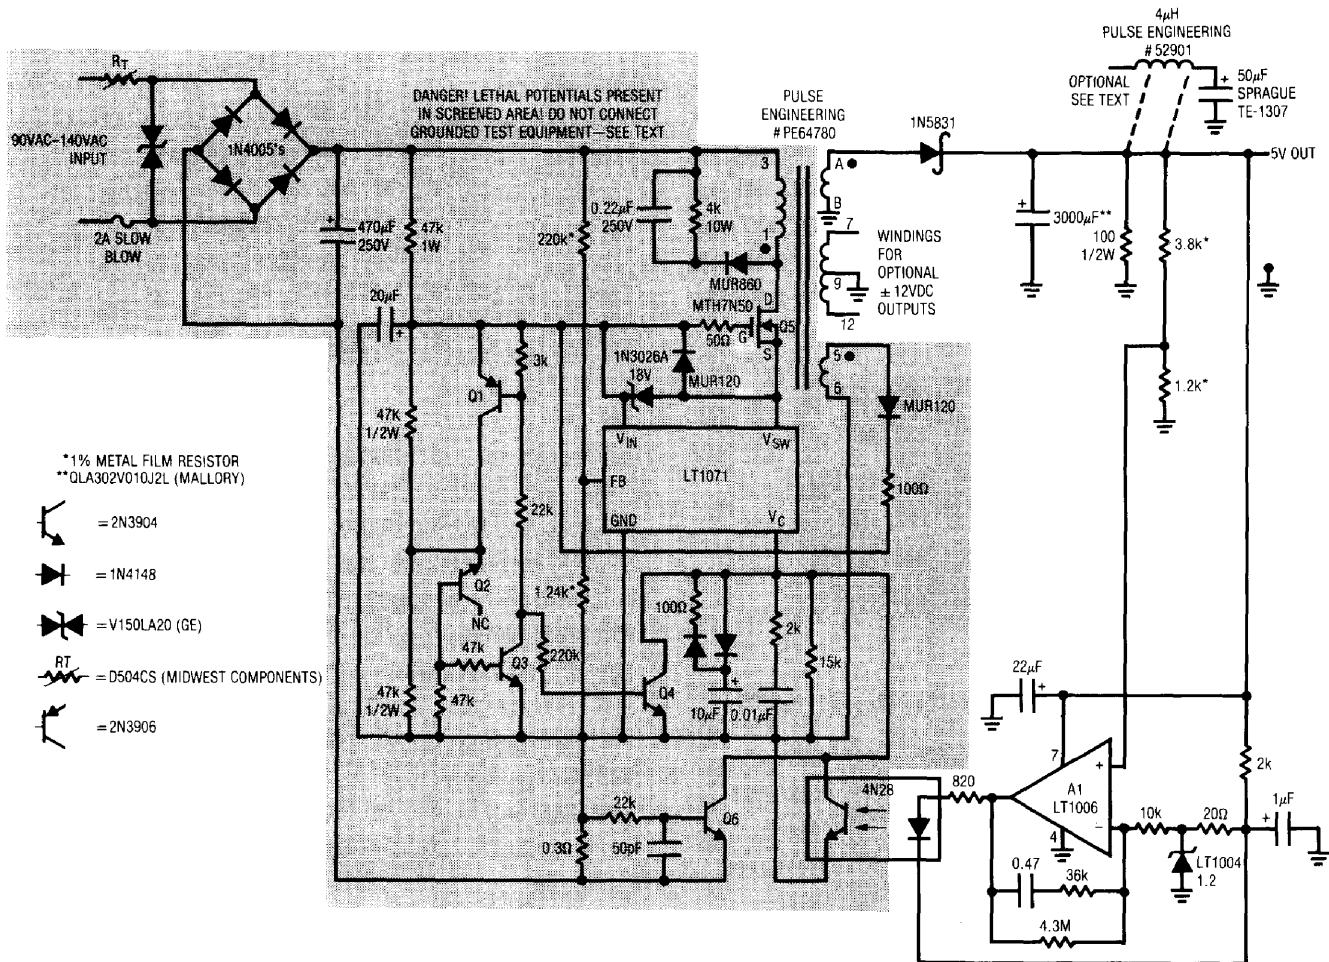 4µH
PULSE ENGINEERING
#52901
OPTIONAL
SEE TEXT
+
50µF
SPRAGUE
TE-1307
RT
90VAC–140VAC
INPUT
1N4005's
2A SLOW
BLOW
DANGER! LETHAL POTENTIALS PRESENT
IN SCREENED AREA! DO NOT CONNECT
GROUNDED TEST EQUIPMENT—SEE TEXT
PULSE
ENGINEERING
#PE64780
1N5831
5V OUT
3
A
B
1
7
9
12
WINDINGS
FOR
OPTIONAL
± 12VDC
OUTPUTS
+
470µF
250V
47k
1W
220k*
0.22µF
250V
4k
10W
MUR860
+
3000µF**
100
1/2W
3.8k*
1.2k*
20µF
+
MTH7N50
50Ω
D
G
S
Q5
3k
1N3026A
18V
MUR120
Q1
5
6
MUR120
47k
1/2W
VIN
VSW
FB
LT1071
GND
VC
100Ω
22k
*1% METAL FILM RESISTOR
**QLA302V010J2L (MALLORY)
= 2N3904
= 1N4148
= V150LA20 (GE)
RT
= D504CS (MIDWEST COMPONENTS)
= 2N3906
Q2
NC
1.24k*
47k
Q3
220k
Q4
47k
1/2W
47k
100Ω
+
10µF
0.01µF
2k
15k
22µF
+
7
+
A1
LT1006
−
4
2k
10k
20Ω
+
1µF
LT1004
1.2
0.47
36k
4.3M
820
4N28
22k
Q6
0.3Ω
50pF